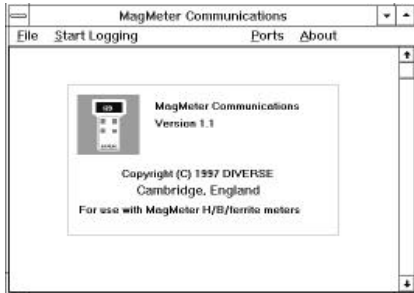 MagMeter Communications
File Start Logging Ports About
MagMeter Communications
Version 1.1
Copyright (C) 1997 DIVERSE
Cambridge, England
For use with MagMeter H/B/ferrite meters